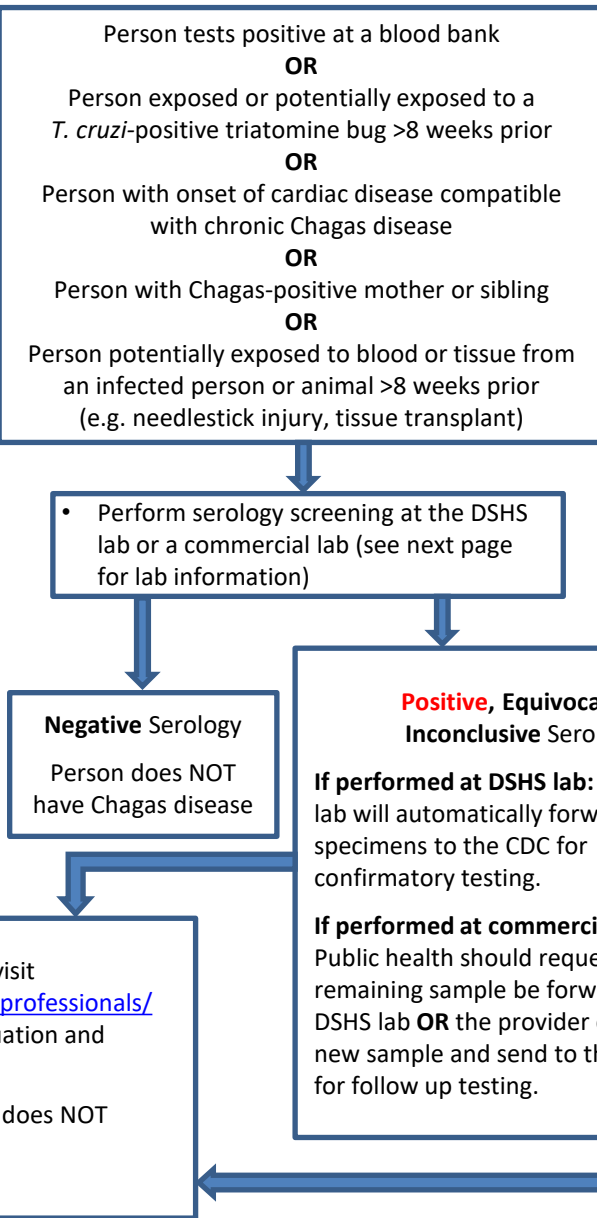 Person tests positive at a blood bank
OR
Person exposed or potentially exposed to a
T. cruzi-positive triatomine bug >8 weeks prior
OR
Person with onset of cardiac disease compatible
with chronic Chagas disease
OR
Person with Chagas-positive mother or sibling
OR
Person potentially exposed to blood or tissue from
an infected person or animal >8 weeks prior
(e.g. needlestick injury, tissue transplant)
• Perform serology screening at the DSHS
lab or a commercial lab (see next page
for lab information)
Negative Serology
Person does NOT
have Chagas disease
Positive, Equivoca
Inconclusive Sero
If performed at DSHS lab:
lab will automatically forw
specimens to the CDC for
confirmatory testing.
If performed at commerci
Public health should reque
remaining sample be forw
DSHS lab OR the provider
new sample and send to th
for follow up testing.
visit
professionals/
uation and
does NOT